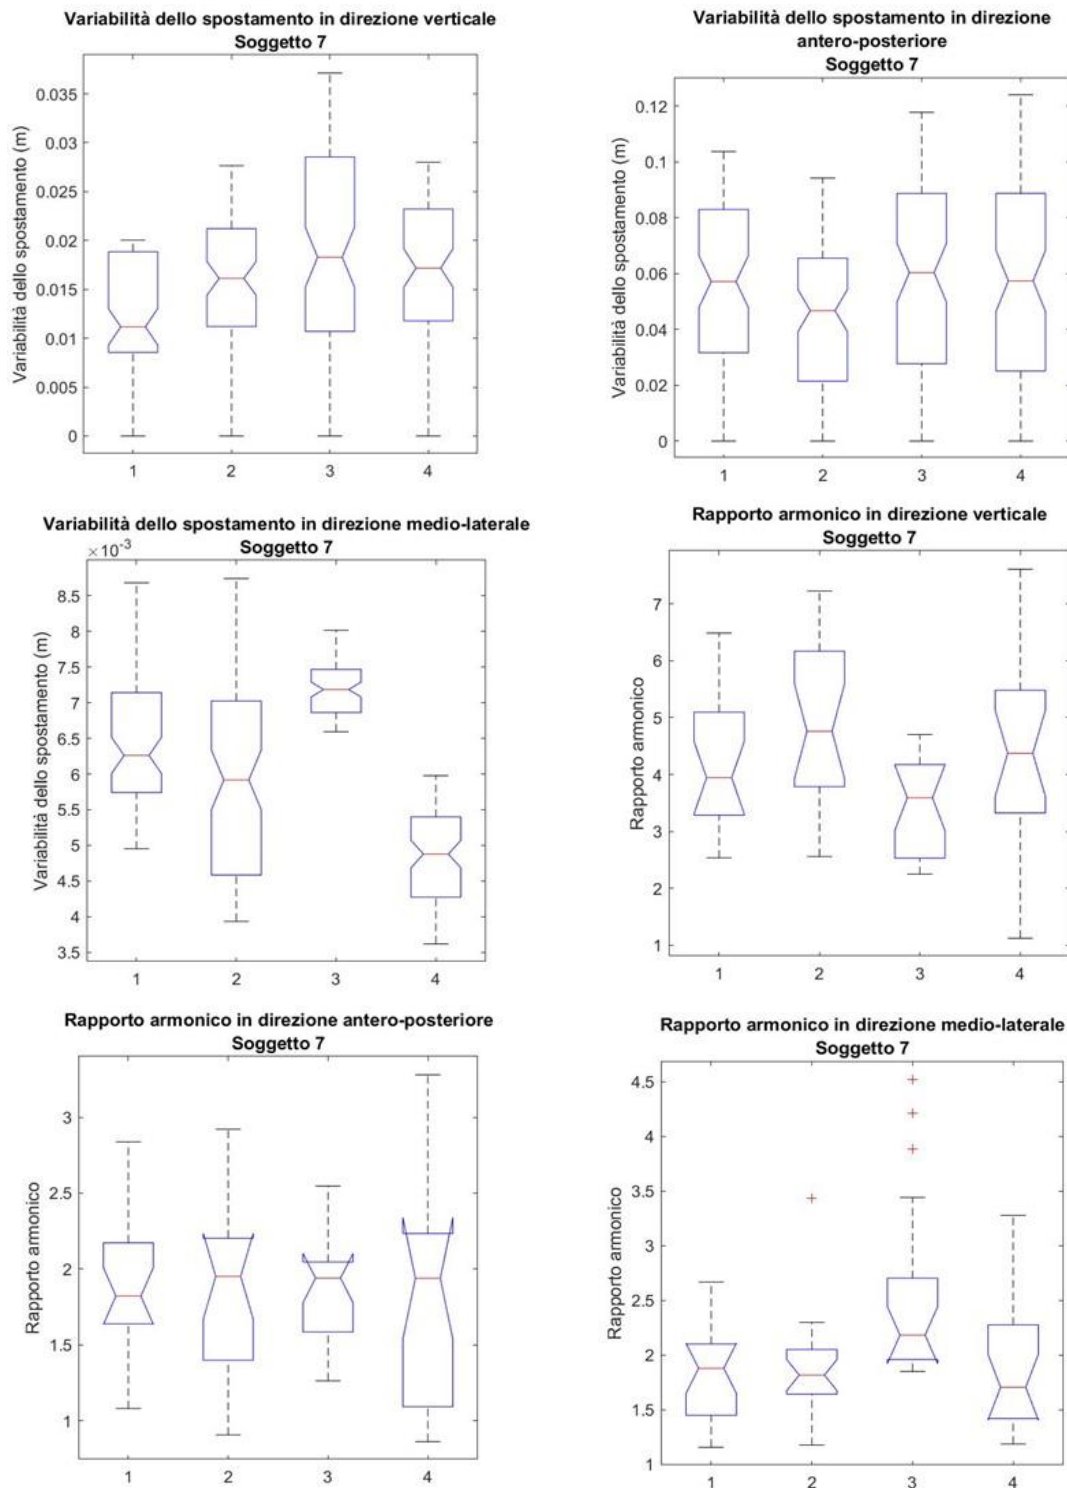 Variabilità dello spostamento in direzione verticale
Soggetto 7
Variabilità dello spostamento (m)
0.035
0.03
0.025
0.02
0.015
0.01
0.005
0
1 2 3 4
Variabilità dello spostamento in direzione
antero-posteriore
Soggetto 7
Variabilità dello spostamento (m)
0.12
0.1
0.08
0.06
0.04
0.02
0
1 2 3 4
Variabilità dello spostamento in direzione medio-laterale
Soggetto 7
×10-3
Variabilità dello spostamento (m)
8.5
8
7.5
7
6.5
6
5.5
5
4.5
4
3.5
1 2 3 4
Rapporto armonico in direzione verticale
Soggetto 7
Rapporto armonico
7
6
5
4
3
2
1
1 2 3 4
Rapporto armonico in direzione antero-posteriore
Soggetto 7
Rapporto armonico
3
2.5
2
1.5
1
1 2 3 4
Rapporto armonico in direzione medio-laterale
Soggetto 7
Rapporto armonico
4.5
4
3.5
3
2.5
2
1.5
1
1 2 3 4